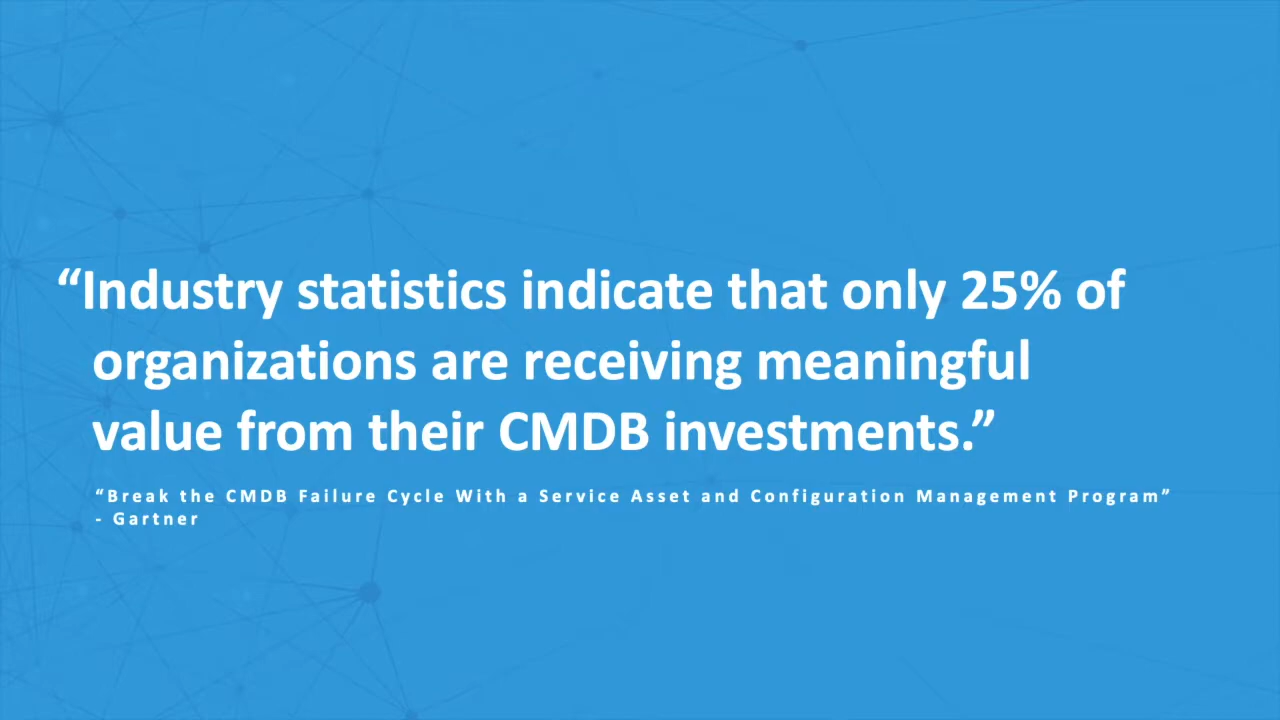 “Industry statistics indicate that only 25% of
organizations are receiving meaningful
value from their CMDB investments.”
“Break the CMDB Failure Cycle With a Service Asset and Configuration Management Program”
- Gartner